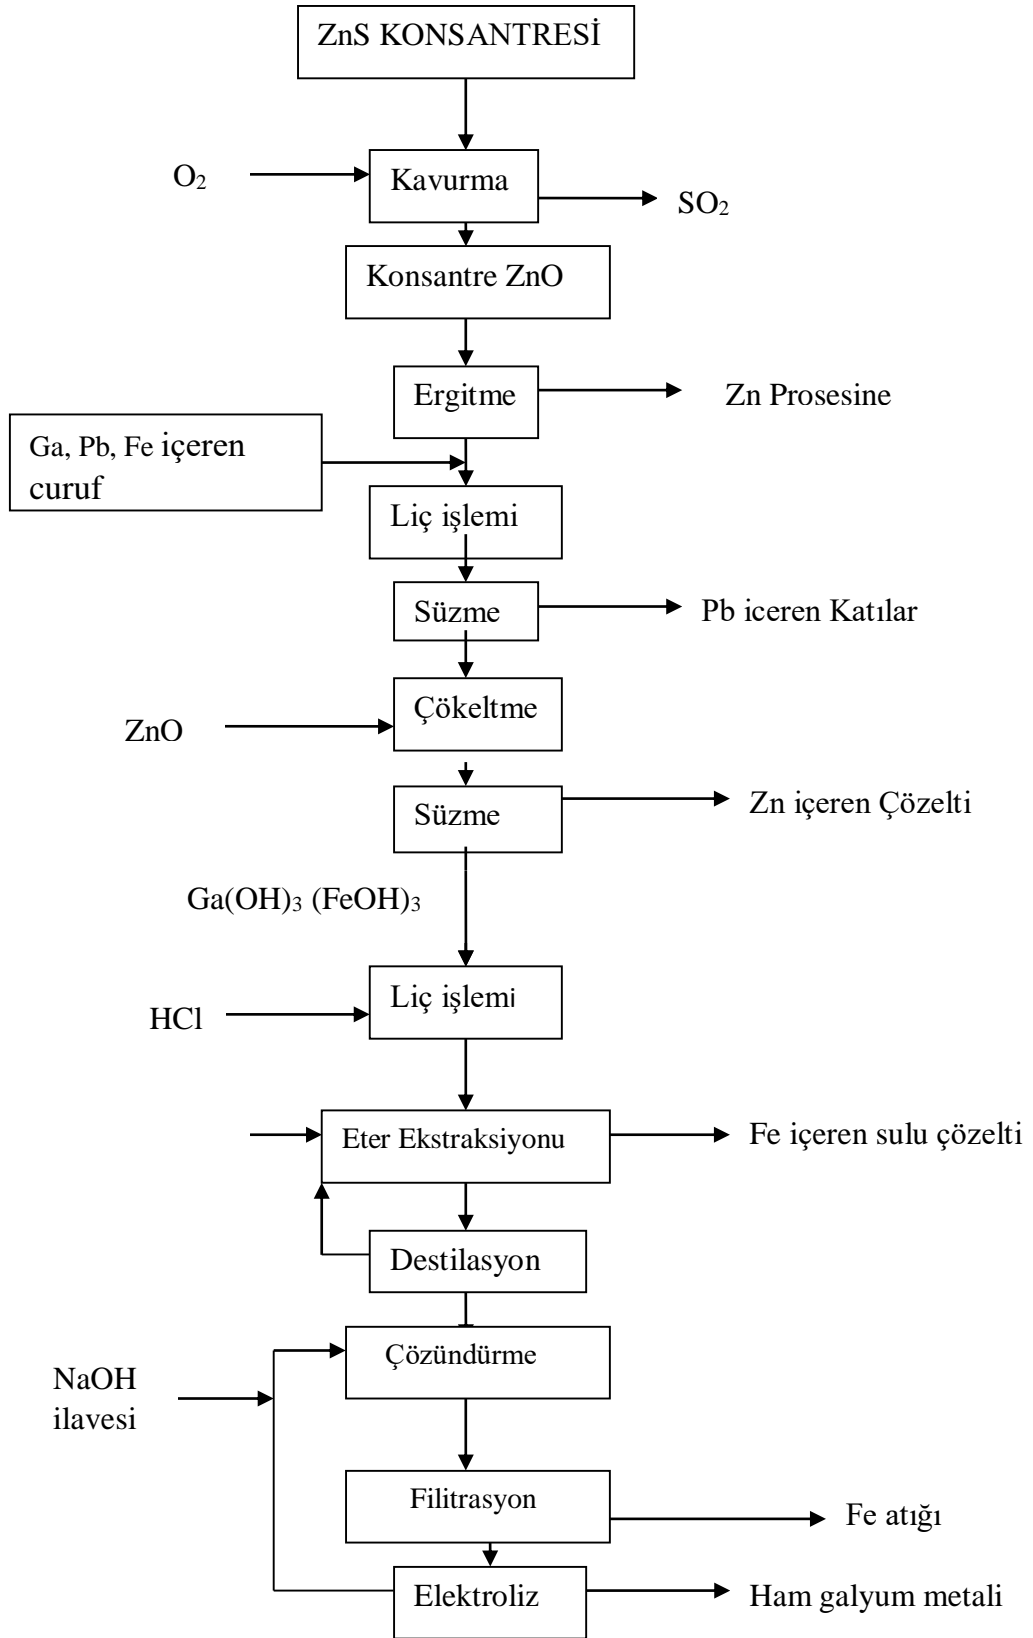 ZnS KONSANTRESİ
O₂
Kavurma
SO₂
Konsantre ZnO
Ergitme
Zn Prosesine
Ga, Pb, Fe içeren
curuf
Liç işlemi
Süzme
Pb iceren Katılar
Çökeltme
ZnO
Süzme
Zn içeren Çözelti
Ga(OH)₃ (FeOH)₃
Liç işlemi
HCl
Eter Ekstraksiyonu
Fe içeren sulu çözelti
Destilasyon
Çözündürme
NaOH
ilavesi
Filitrasyon
Fe atığı
Elektroliz
Ham galyum metali